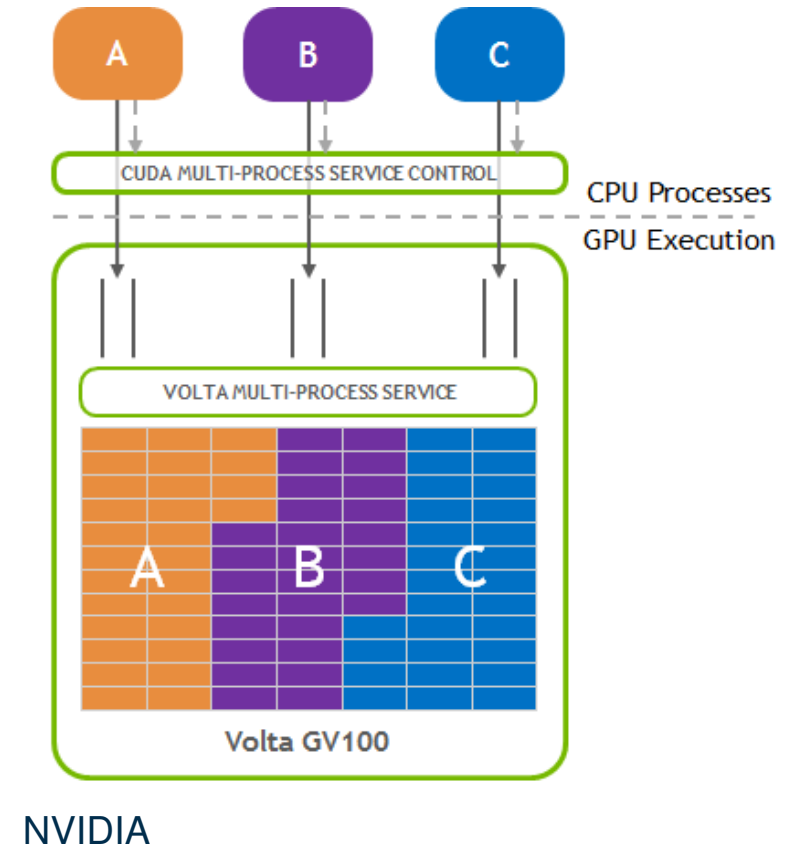 A B C
CUDA MULTI-PROCESS SERVICE CONTROL
CPU Processes
GPU Execution
VOLTA MULTI-PROCESS SERVICE
A B C
Volta GV100
NVIDIA